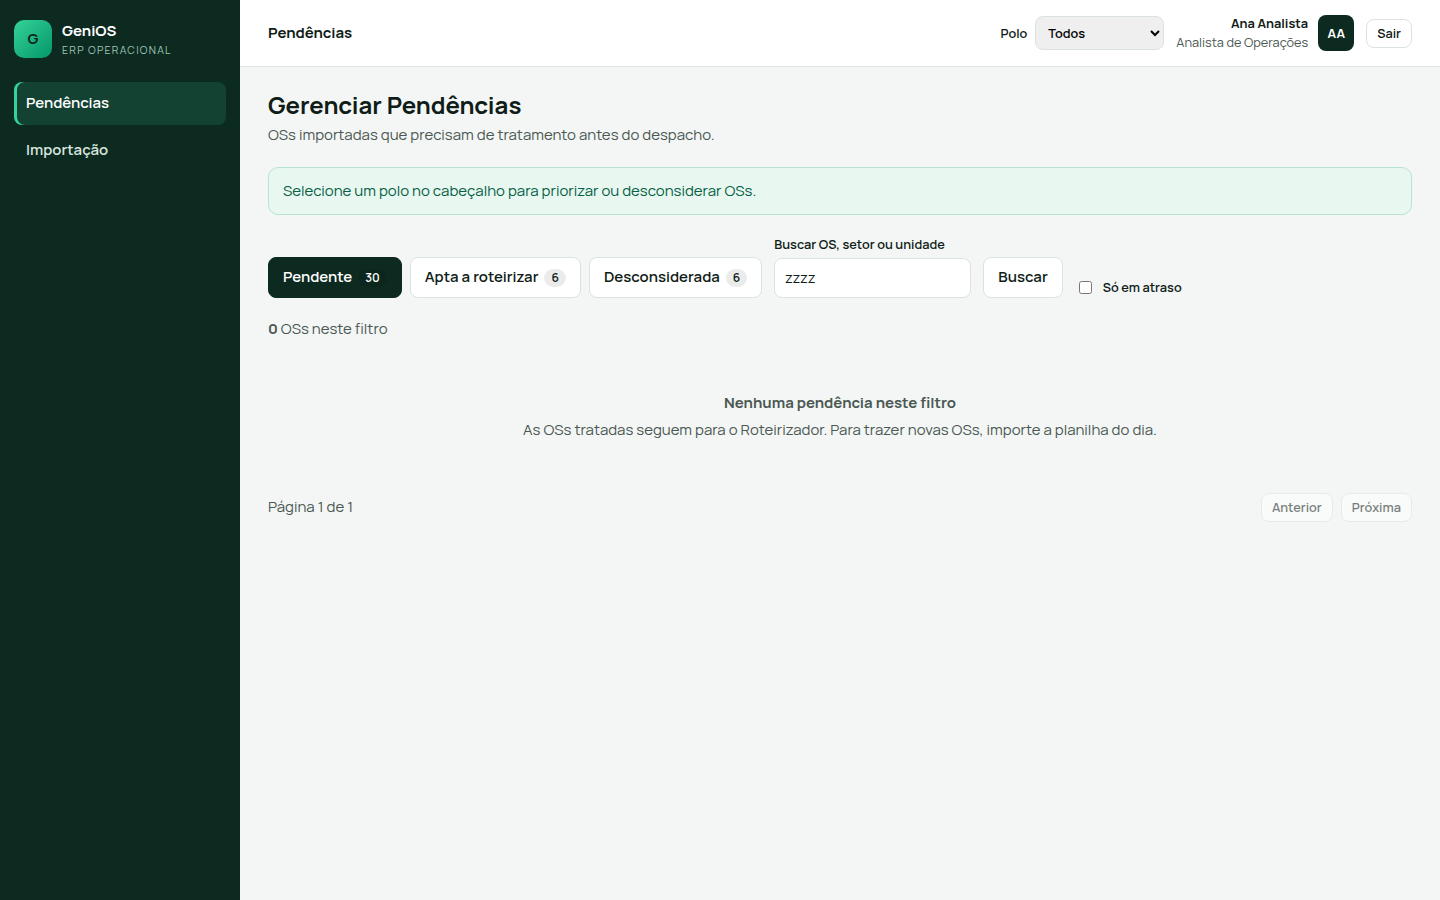 G
GeniOS
ERP OPERACIONAL
Pendências
Importação
Pendências
Polo
Todos
Ana Analista
Analista de Operações
AA
Sair
Gerenciar Pendências
OSs importadas que precisam de tratamento antes do despacho.
Selecione um polo no cabeçalho para priorizar ou desconsiderar OSs.
Pendente 30
Apta a roteirizar 6
Desconsiderada 6
Buscar OS, setor ou unidade
zzzz
Buscar
Só em atraso
0 OSs neste filtro
Nenhuma pendência neste filtro
As OSs tratadas seguem para o Roteirizador. Para trazer novas OSs, importe a planilha do dia.
Página 1 de 1
Anterior
Próxima